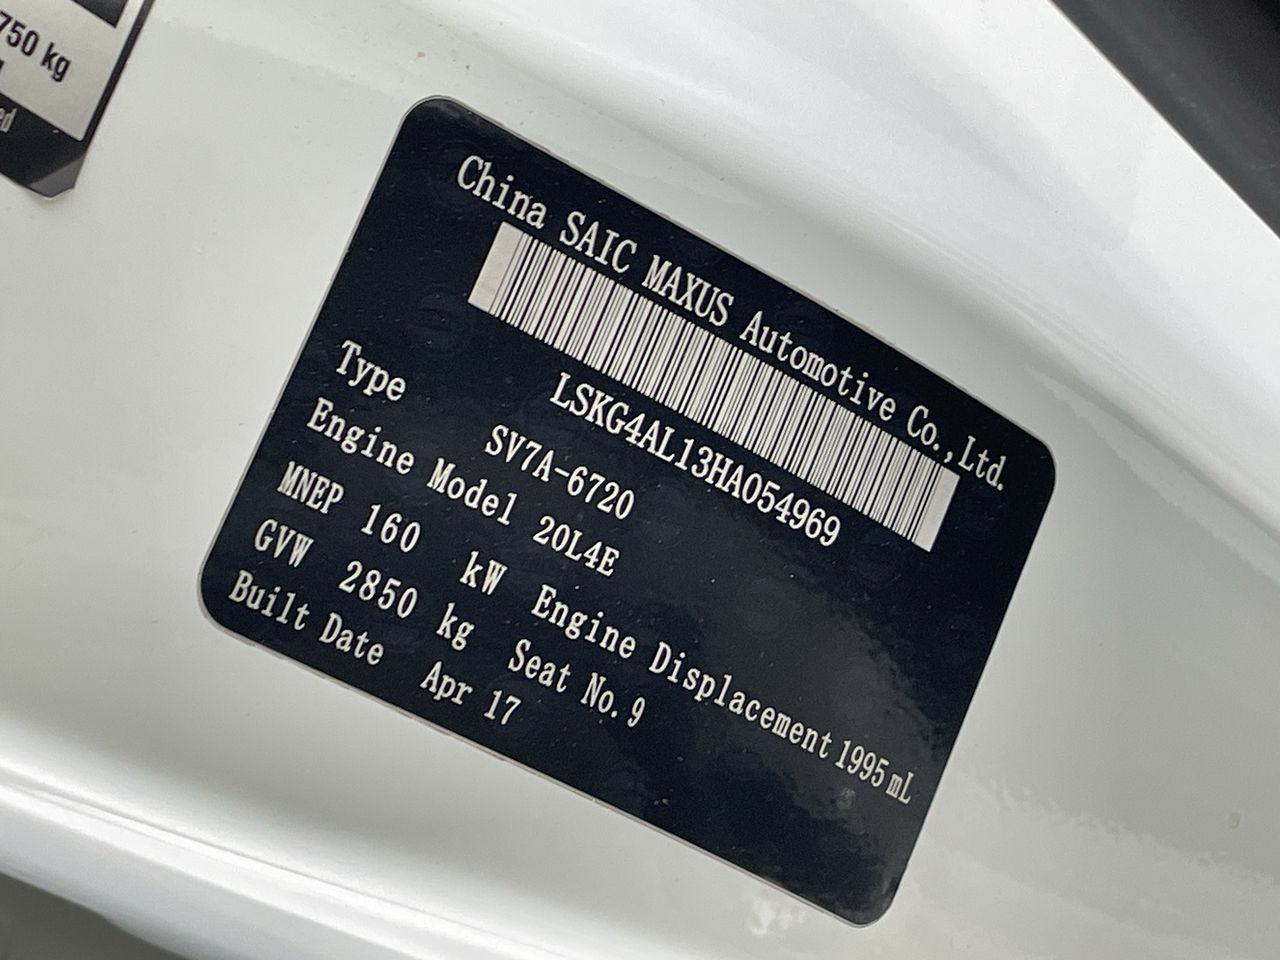 750 kg
ed
China SAIC MAXUS Automotive Co.,Ltd.
LSKG4AL13HA054969
Type SV7A-6720
Engine Model 20L4E
MNEP 160 kW Engine Displacement 1995 mL
GVW 2850 kg Seat No. 9
Built Date Apr 17